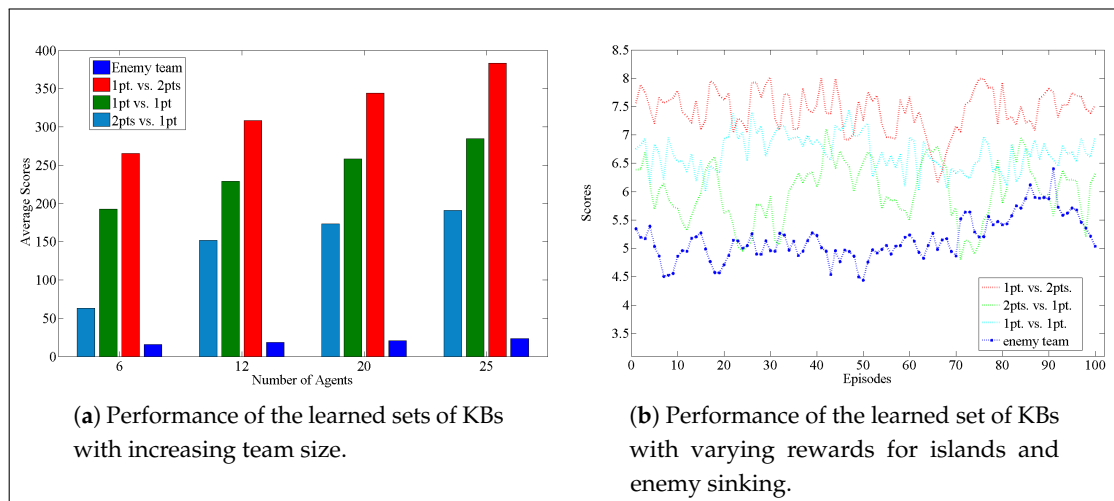 400
350
300
250
200
150
100
50
0
Average Scores
Enemy team
1pt. vs. 2pts
1pt vs. 1pt
2pts vs. 1pt
6 12 20 25
Number of Agents
(a) Performance of the learned sets of KBs
with increasing team size.
8.5
8
7.5
7
6.5
6
5.5
5
4.5
4
3.5
Scores
1pt. vs. 2pts.
2pts. vs. 1pt.
1pt. vs. 1pt.
enemy team
0 10 20 30 40 50 60 70 80 90 100
Episodes
(b) Performance of the learned set of KBs
with varying rewards for islands and
enemy sinking.